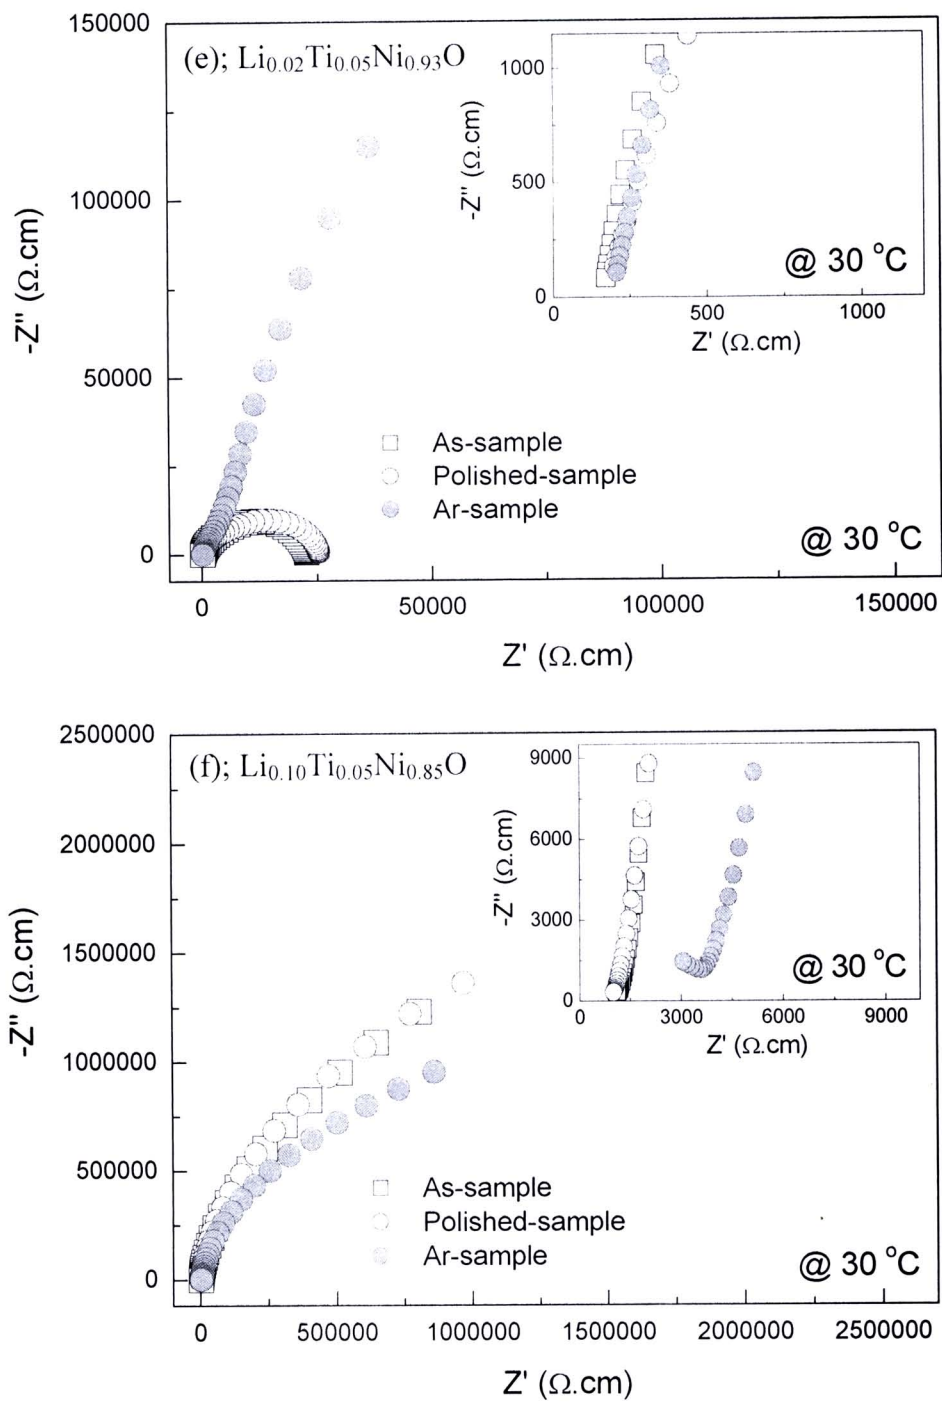 (e); Li0.02Ti0.05Ni0.93O
150000
100000
50000
0
-Z'' (Ω.cm)
0
50000
100000
150000
Z' (Ω.cm)
As-sample
Polished-sample
Ar-sample
@ 30 °C
1000
500
0
-Z'' (Ω.cm)
@ 30 °C
0
500
1000
Z' (Ω.cm)
(f); Li0.10Ti0.05Ni0.85O
2500000
2000000
1500000
1000000
500000
0
-Z'' (Ω.cm)
0
500000
1000000
1500000
2000000
2500000
Z' (Ω.cm)
As-sample
Polished-sample
Ar-sample
@ 30 °C
9000
6000
3000
0
-Z'' (Ω.cm)
@ 30 °C
0
3000
6000
9000
Z' (Ω.cm)